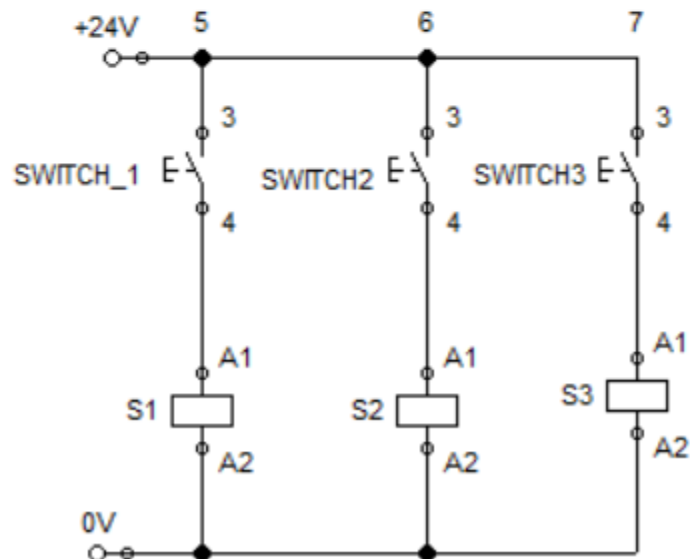 +24V 5 6 7
3 3 3
SWITCH_1 SWITCH2 SWITCH3
4 4 4
A1 A1 A1
S1 S2 S3
A2 A2 A2
0V